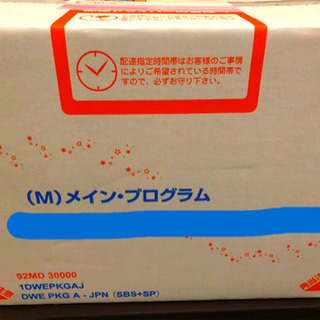 配達指定時間帯はお客様のご事情
によりご希望されている時間帯で
すので、必ずお守り下さい。
(M)メイン・プログラム
92MD 30000
1DWEPKGAJ
DWE PKG A - JPN (SBS+SP)